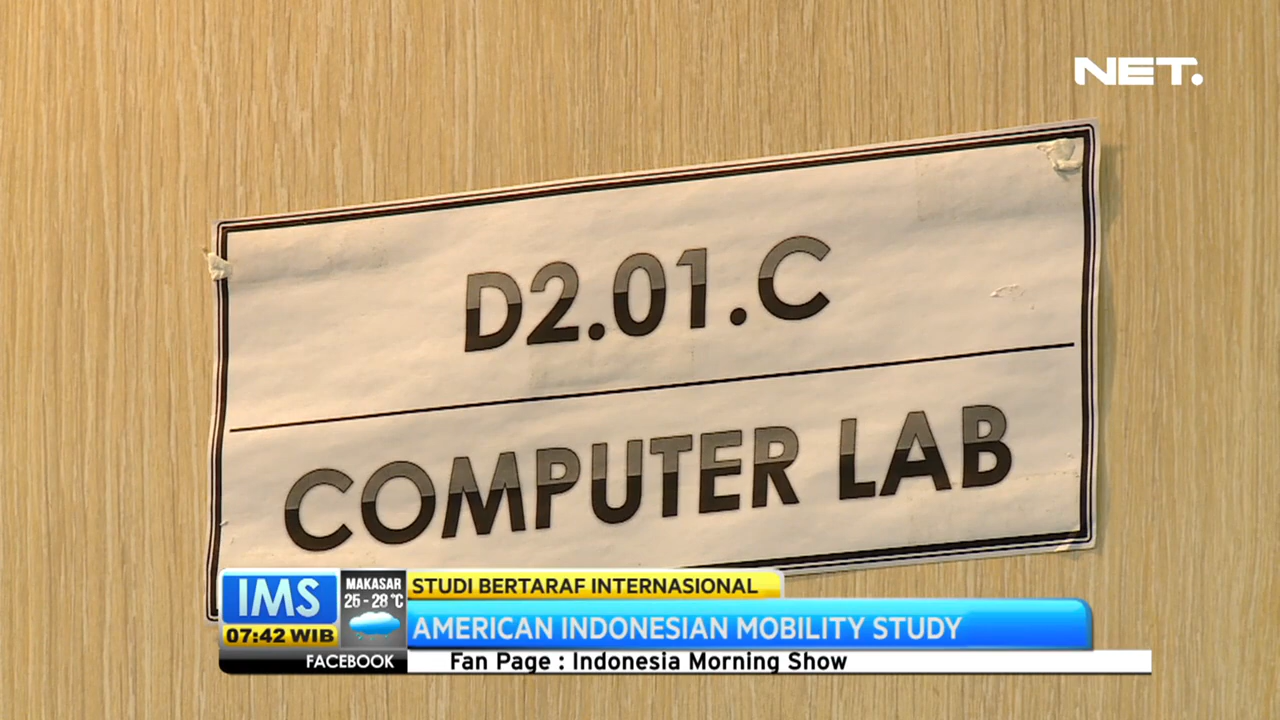 NET.
D2.01.C
COMPUTER LAB
IMS
MAKASAR
25 - 28°C
STUDI BERTARAF INTERNASIONAL
07:42 WIB
AMERICAN INDONESIAN MOBILITY STUDY
FACEBOOK
Fan Page : Indonesia Morning Show